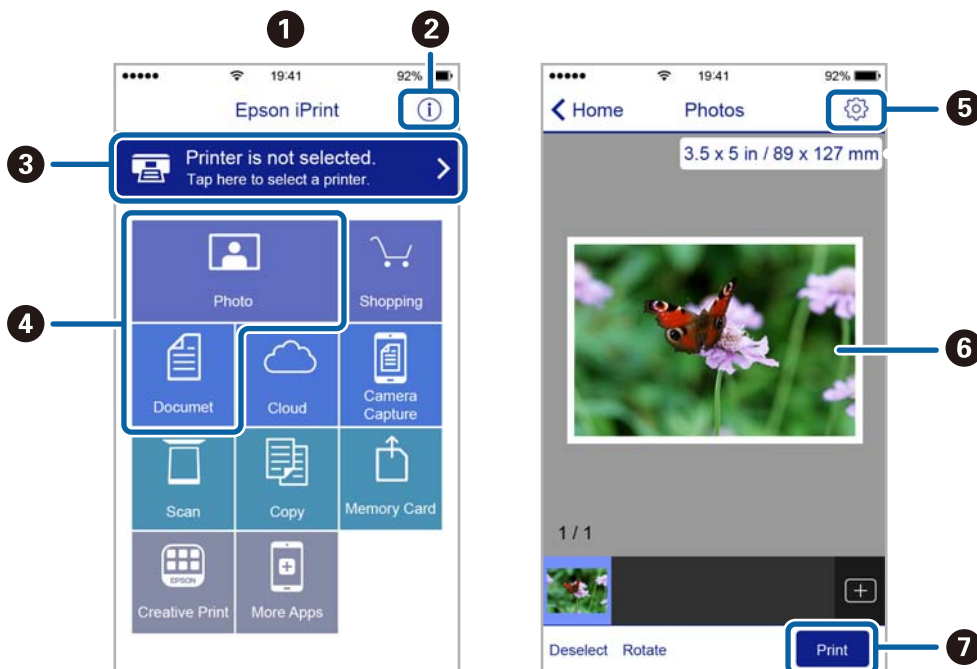 1
2
19:41
92%
Epson iPrint
i
3
Printer is not selected.
Tap here to select a printer.
4
Photo
Shopping
Documet
Cloud
Camera
Capture
Scan
Copy
Memory Card
EPSON
Creative Print
More Apps
19:41
92%
Home
Photos
5
3.5 x 5 in / 89 x 127 mm
6
1 / 1
Deselect
Rotate
Print
7